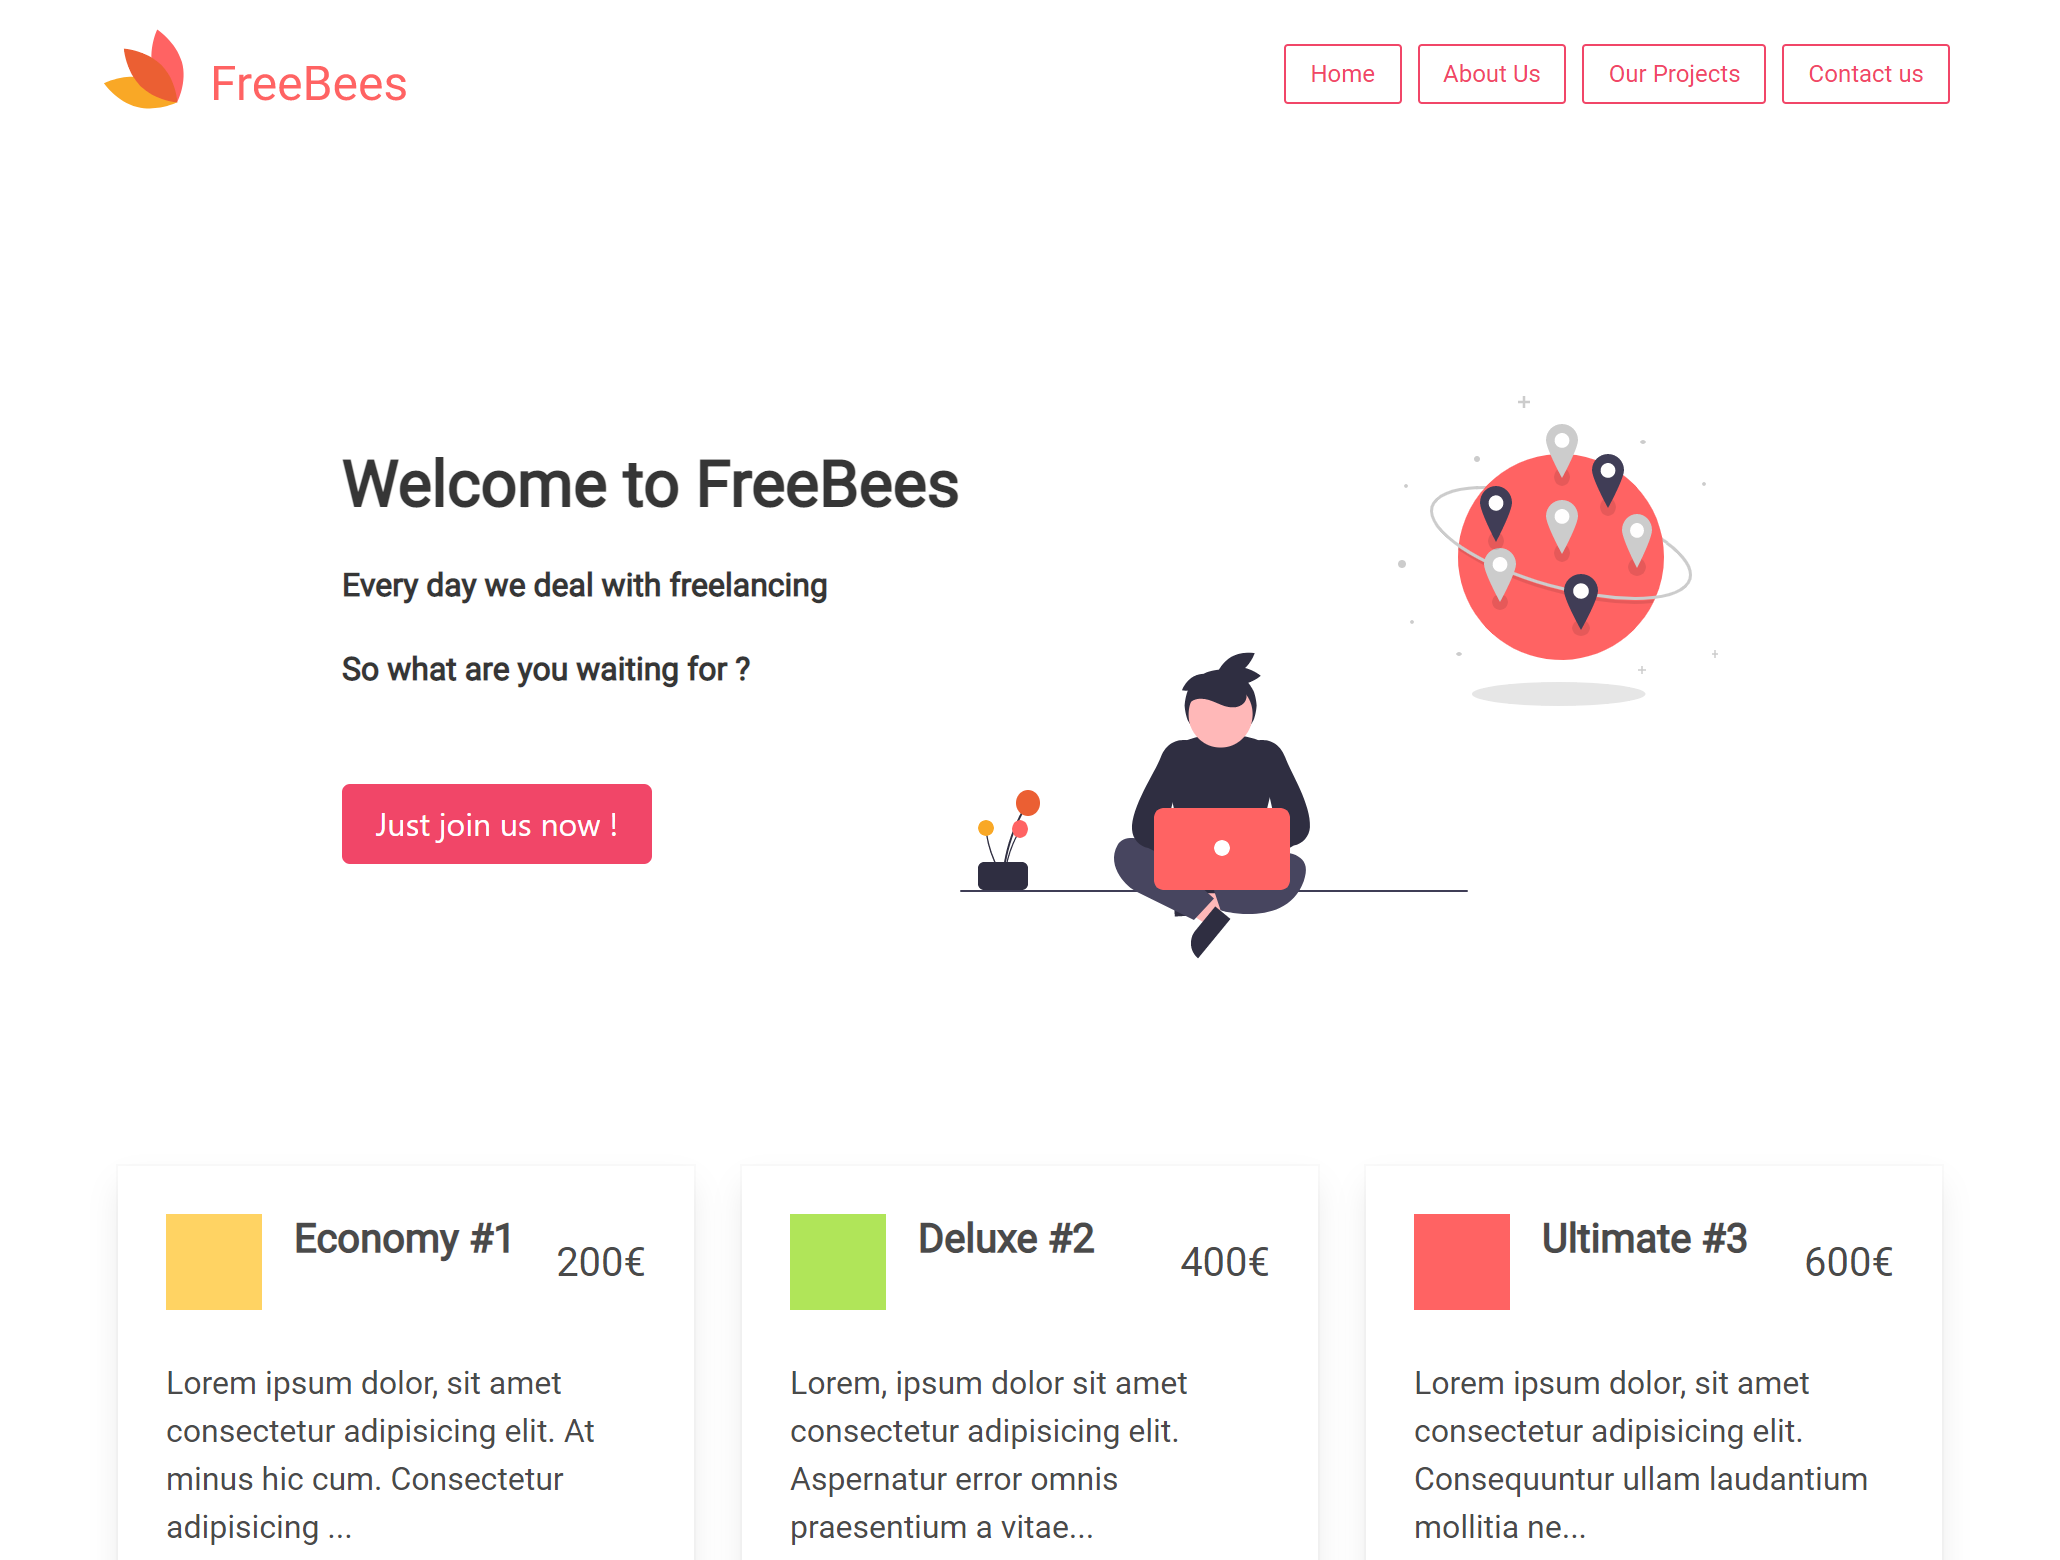 FreeBees
Home
About Us
Our Projects
Contact us
Welcome to FreeBees
Every day we deal with freelancing
So what are you waiting for ?
Just join us now !
Economy #1
200€
Lorem ipsum dolor, sit amet
consectetur adipisicing elit. At
minus hic cum. Consectetur
adipisicing ...
Deluxe #2
400€
Lorem, ipsum dolor sit amet
consectetur adipisicing elit.
Aspernatur error omnis
praesentium a vitae...
Ultimate #3
600€
Lorem ipsum dolor, sit amet
consectetur adipisicing elit.
Consequuntur ullam laudantium
mollitia ne...